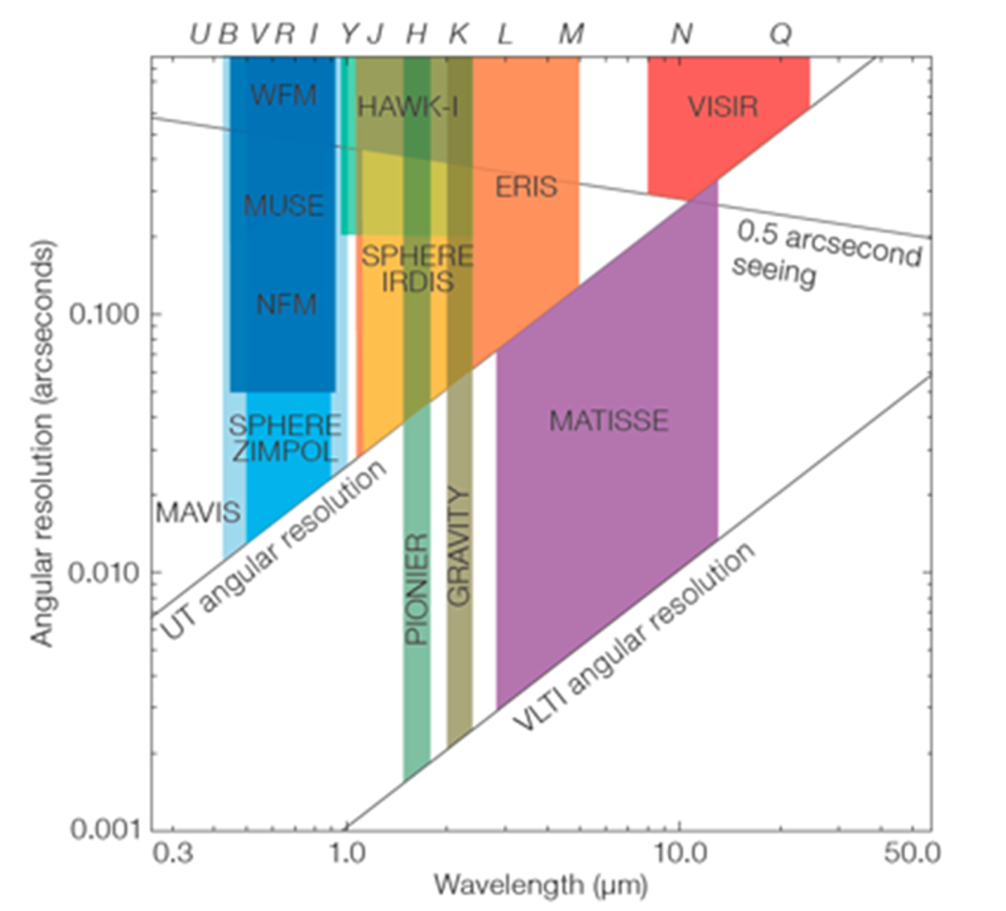 U B V R I Y J H K L M N Q
WFM
HAWK-I
VISIR
ERIS
MUSE
0.5 arcsecond
seeing
SPHERE
IRDIS
NFM
0.100
MATISSE
SPHERE
ZIMPOL
MAVIS
UT angular resolution
PIONIER
GRAVITY
0.010
VLTI angular resolution
0.001
Angular resolution (arcseconds)
0.3 1.0 10.0 50.0
Wavelength (μm)